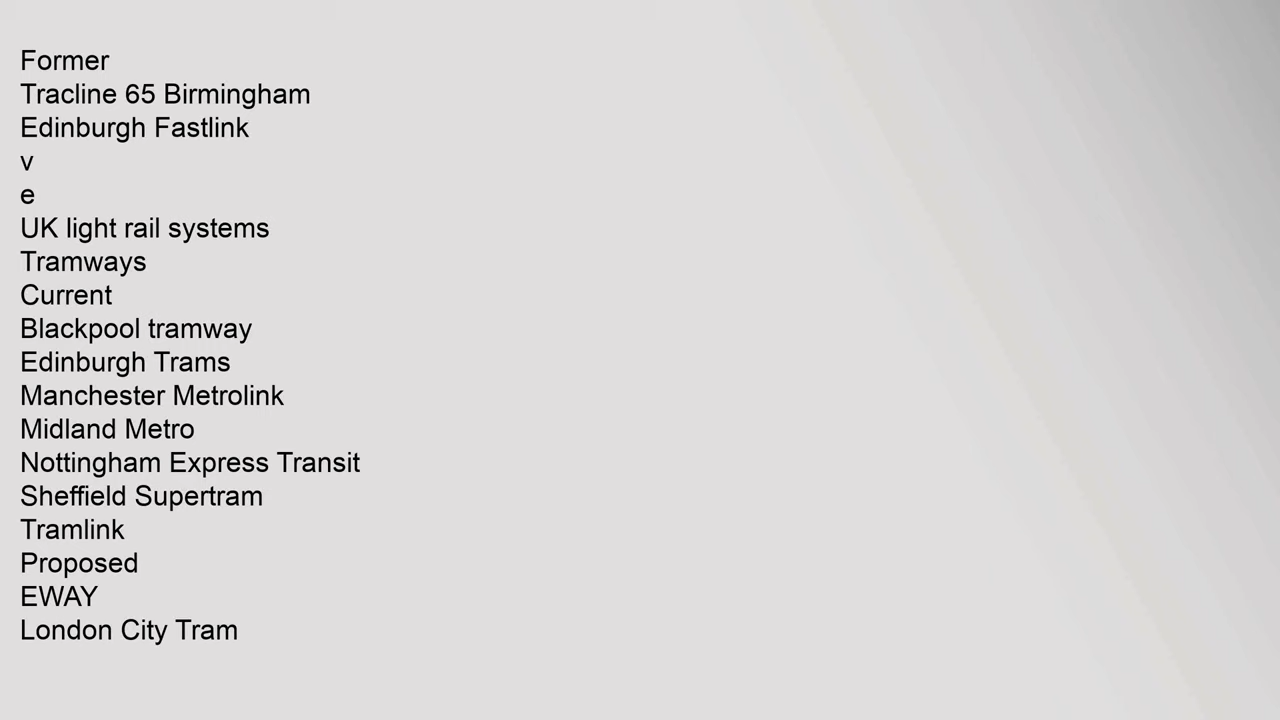 Former
Tracline 65 Birmingham
Edinburgh Fastlink
v
e
UK light rail systems
Tramways
Current
Blackpool tramway
Edinburgh Trams
Manchester Metrolink
Midland Metro
Nottingham Express Transit
Sheffield Supertram
Tramlink
Proposed
EWAY
London City Tram